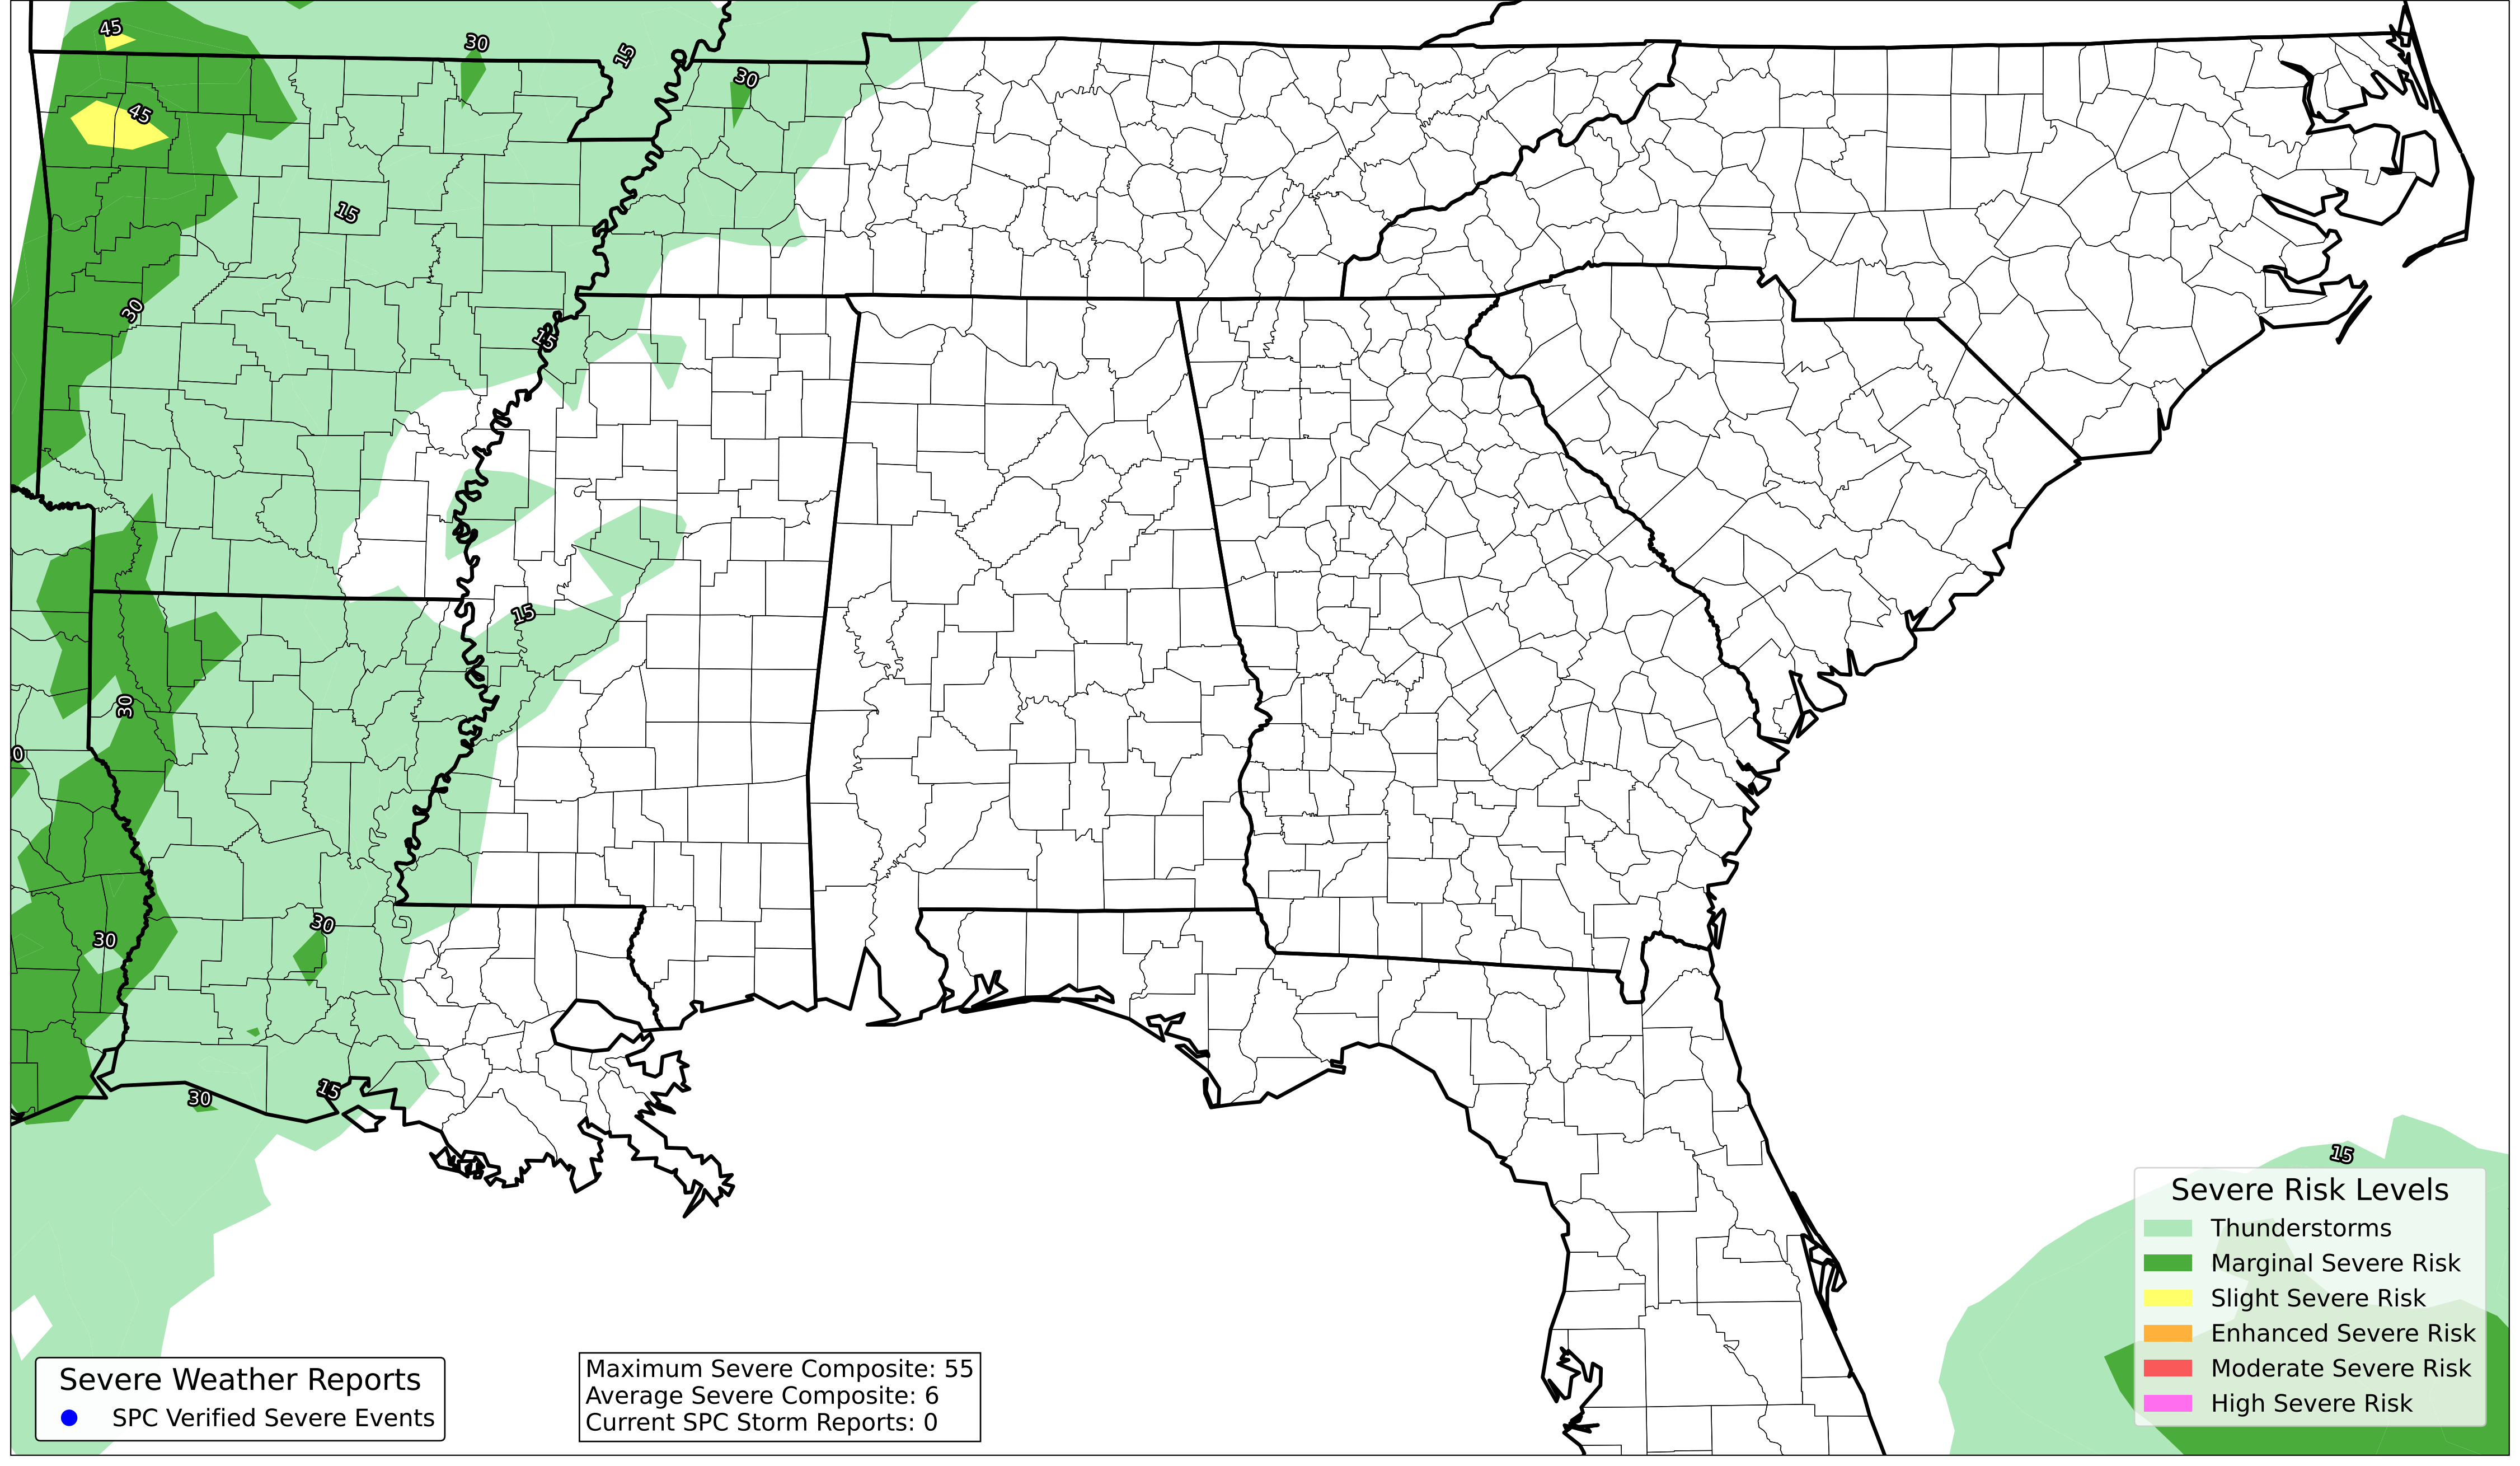 45
30
15
30
45
15
30
15
15
30
0
30
30
30
15
15
Severe Risk Levels
Thunderstorms
Marginal Severe Risk
Slight Severe Risk
Enhanced Severe Risk
Moderate Severe Risk
High Severe Risk
Severe Weather Reports
SPC Verified Severe Events
Maximum Severe Composite: 55
Average Severe Composite: 6
Current SPC Storm Reports: 0